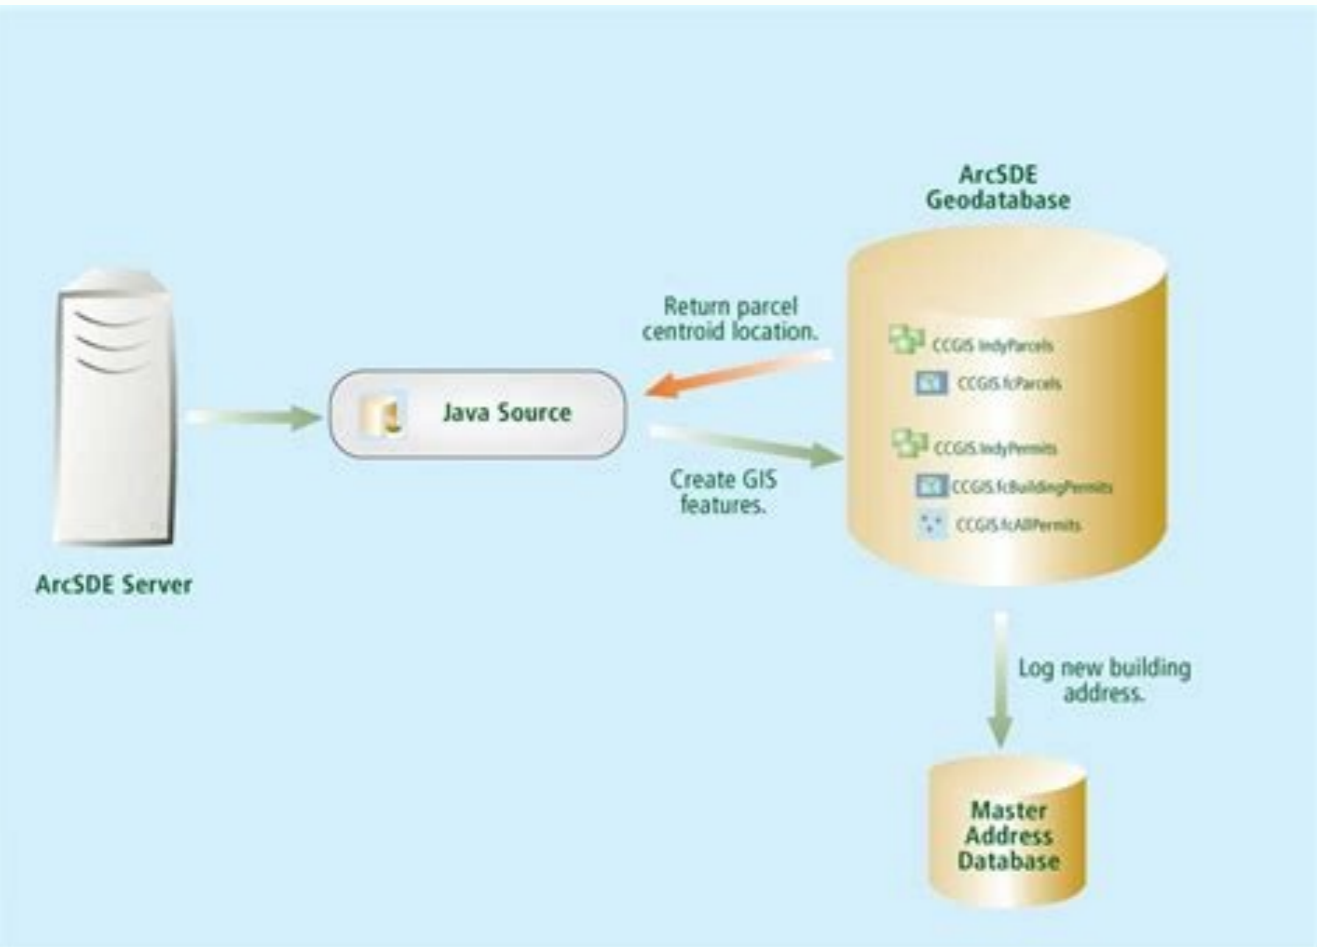 ArcSDE
Geodatabase
Return parcel
centroid location.
CCGIS IndyParcels
CCGIS.fcParcels
Java Source
CCGIS.IndyPermits
Create GIS
features.
CCGIS.fcBuildingPermits
CCGIS.fcAllPermits
ArcSDE Server
Log new building
address.
Master
Address
Database